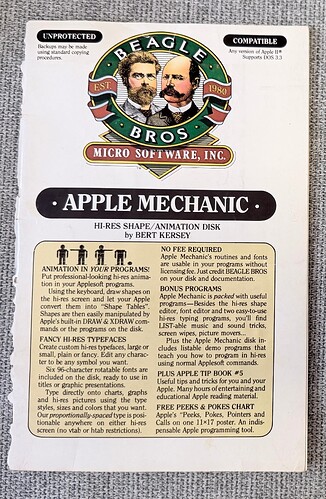 UNPROTECTED
Backups may be made
using standard copying
procedures.
COMPATIBLE
Any version of Apple II®
Supports DOS 3.3
BEAGLE
EST. 1980
BROS
MICRO SOFTWARE, INC.
· APPLE MECHANIC ·
HI-RES SHAPE/ANIMATION DISK
by BERT KERSEY
ANIMATION IN YOUR PROGRAMS!
Put professional-looking hi-res anima-
tion in your Applesoft programs.
Using the keyboard, draw shapes on
the hi-res screen and let your Apple
convert them into "Shape Tables".
Shapes are then easily manipulated by
Apple's built-in DRAW & XDRAW com-
mands or the programs on the disk.
FANCY HI-RES TYPEFACES
Create custom hi-res typefaces, large or
small, plain or fancy. Edit any charac-
ter to be any symbol you want.
Six 96-character rotatable fonts are
included on the disk, ready to use in
titles or graphic presentations.
Type directly onto charts, graphs
and hi-res pictures using the type
styles, sizes and colors that you want.
Our proportionally-spaced type is pos-
itionable anywhere on either hi-res
screen (no vtab or htab restrictions).
NO FEE REQUIRED
Apple Mechanic's routines and fonts
are usable in your programs without
licensing fee. Just credit BEAGLE BROS
on your disk and documentation.
BONUS PROGRAMS
Apple Mechanic is packed with useful
programs—Besides the hi-res shape
editor, font editor and two easy-to-use
hi-res typing programs, you'll find
LIST-able music and sound tricks,
screen wipes, picture movers...
Plus the Apple Mechanic disk in-
cludes listable demo programs that
teach you how to program in hi-res
using normal Applesoft commands.
PLUS APPLE TIP BOOK #5
Useful tips and tricks for you and your
Apple. Many hours of entertaining and
educational Apple reading material.
FREE PEEKS & POKES CHART
Apple's "Peeks, Pokes, Pointers and
Calls on one 11×17 poster. An indis-
pensable Apple programming tool.